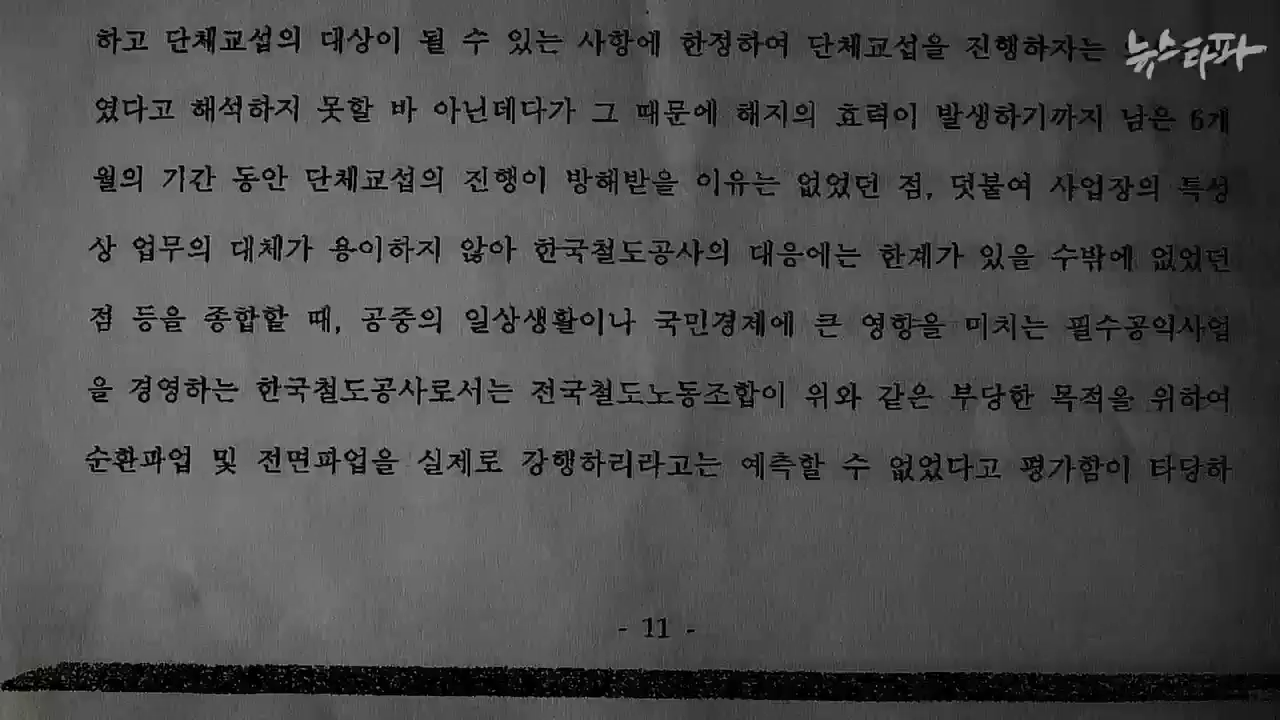 하고 단체교섭의 대상이 될 수 있는 사항에 한정하여 단체교섭을 진행하자는
뉴스타파
였다고 해석하지 못할 바 아닌데다가 그 때문에 해지의 효력이 발생하기까지 남은 6개
월의 기간 동안 단체교섭의 진행이 방해받을 이유는 없었던 점, 덧붙여 사업장의 특성
상 업무의 대체가 용이하지 않아 한국철도공사의 대응에는 한계가 있을 수밖에 없었던
점 등을 종합할 때, 공중의 일상생활이나 국민경제에 큰 영향을 미치는 필수공익사업
을 경영하는 한국철도공사로서는 전국철도노동조합이 위와 같은 부당한 목적을 위하여
순환파업 및 전면파업을 실제로 강행하리라고는 예측할 수 없었다고 평가함이 타당하
- 11 -